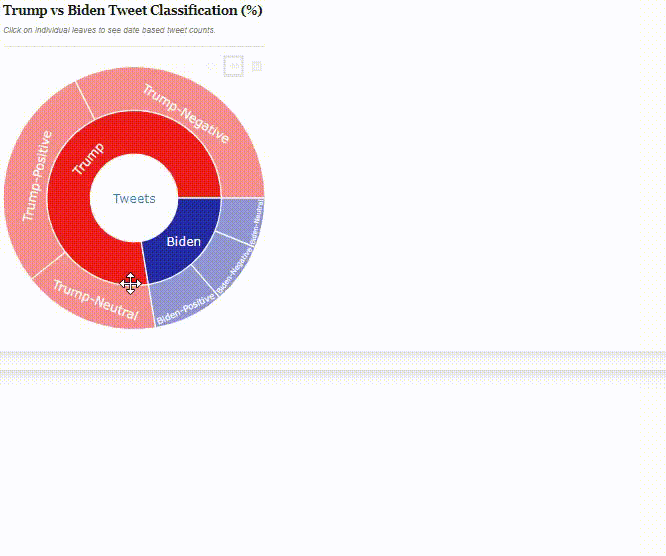 Trump vs Biden Tweet Classification (%)
Click on individual leaves to see date based tweet counts.
Trump-Negative
Trump-Positive
Trump
Tweets
Biden-Neutral
Biden
Biden-Negative
Trump-Neutral
Biden-Positive